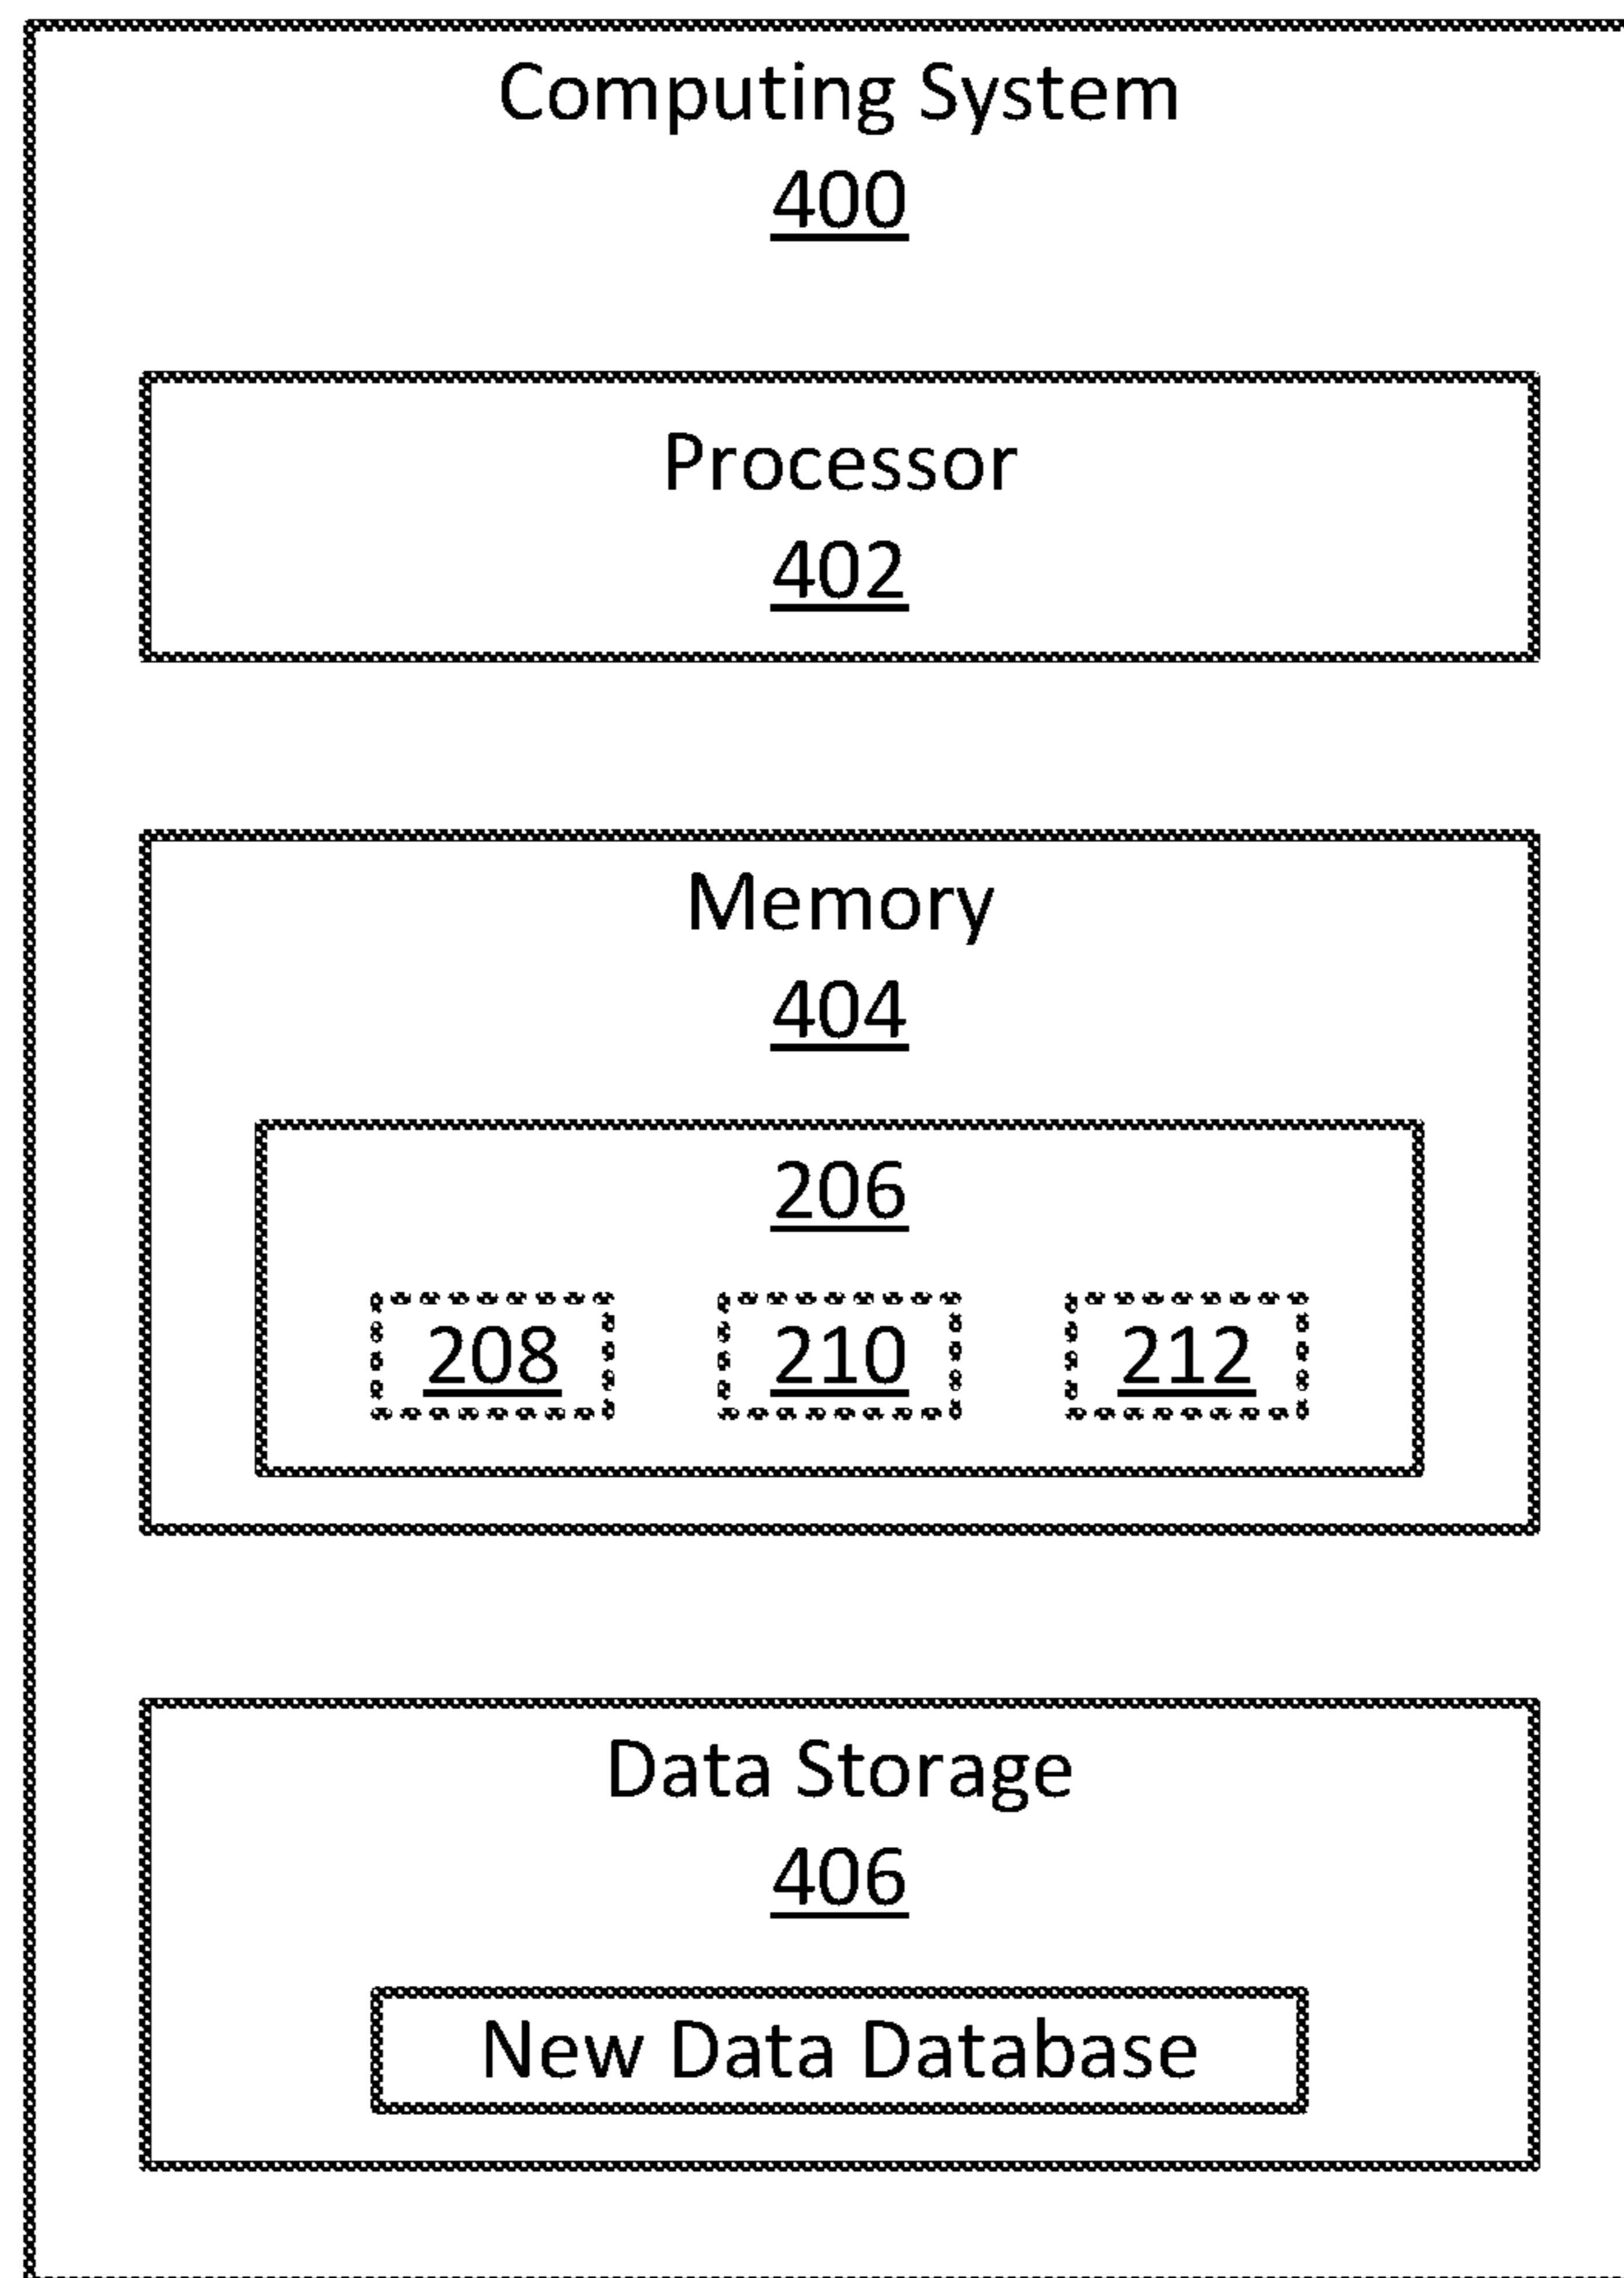 Computing System
400
Processor
402
Memory
404
206
208 210 212
Data Storage
406
New Data Database